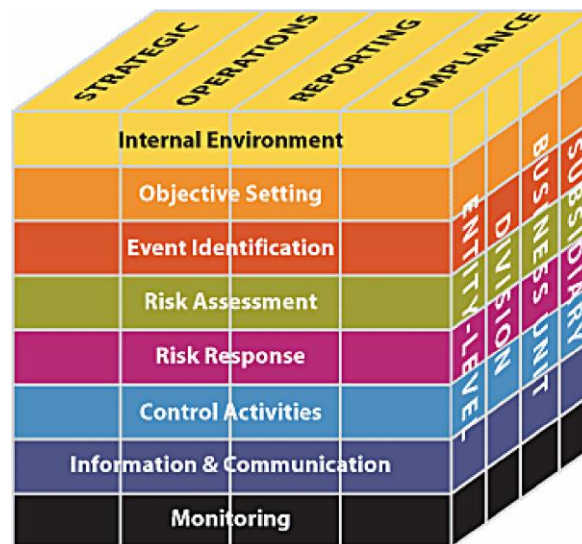 STRATEGIC
OPERATIONS
REPORTING
COMPLIANCE
Internal Environment
Objective Setting
Event Identification
Risk Assessment
Risk Response
Control Activities
Information & Communication
Monitoring
ENTITY-LEVEL
DIVISION
BUSINESS UNIT
SUBSIDIARY